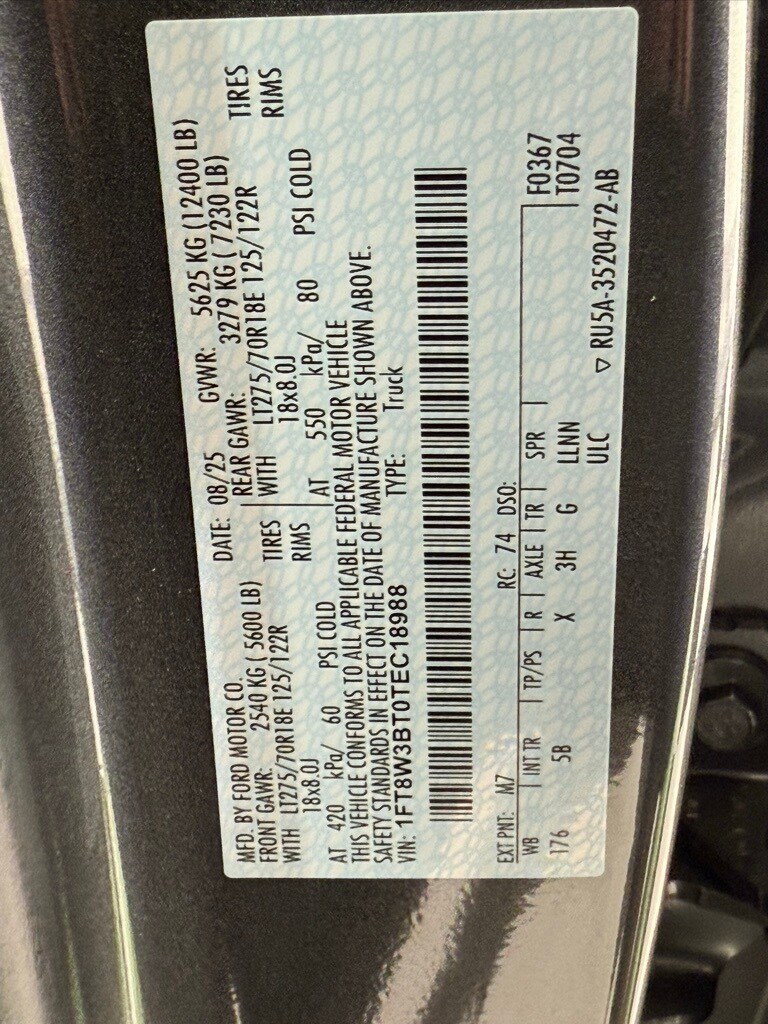 MFD. BY FORD MOTOR CO.
DATE: 08/25 GVWR: 5625 KG (12400 LB)
FRONT GAWR: 2540 KG ( 5600 LB)
REAR GAWR: 3279 KG ( 7230 LB)
WITH LT275/70R18E 125/122R TIRES
WITH LT275/70R18E 125/122R TIRES
18x8.0J RIMS
18x8.0J RIMS
AT 420 kPa/ 60 PSI COLD
AT 550 kPa/ 80 PSI COLD
THIS VEHICLE CONFORMS TO ALL APPLICABLE FEDERAL MOTOR VEHICLE
SAFETY STANDARDS IN EFFECT ON THE DATE OF MANUFACTURE SHOWN ABOVE.
VIN: 1FT8W3BT0TEC18988 TYPE: Truck
EXT PNT: M7 RC: 74 DSO:
WB INT TR TP/PS R AXLE TR SPR
F0367
176 5B X 3H G LLNN
T0704
ULC
▽ RU5A-3520472-AB